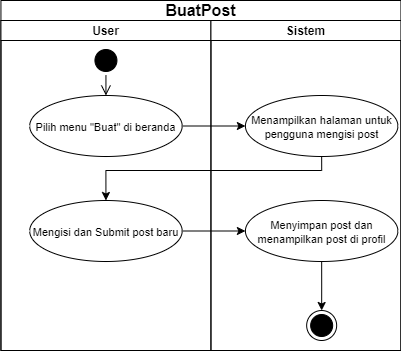 BuatPost
User
Sistem
Pilih menu "Buat" di beranda
Menampilkan halaman untuk
pengguna mengisi post
Mengisi dan Submit post baru
Menyimpan post dan
menampilkan post di profil